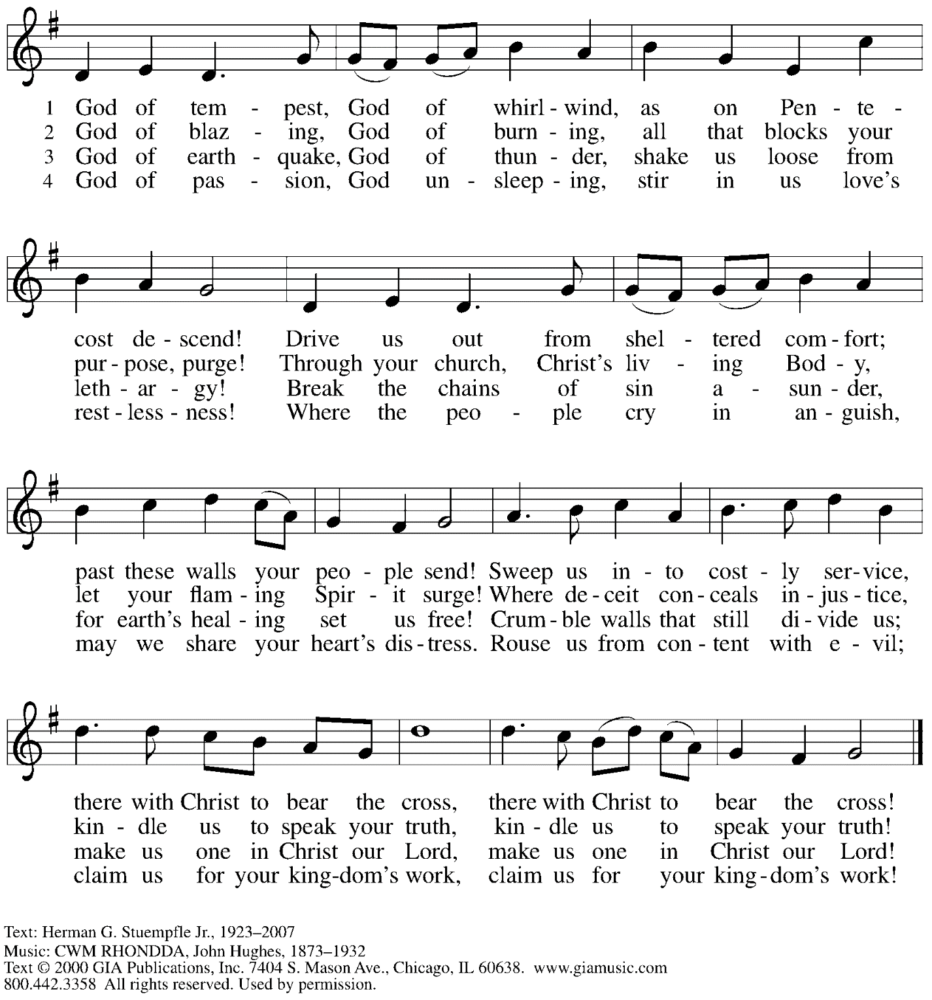 1 God of tem - pest, God of whirl - wind, as on Pen - te -
2 God of blaz - ing, God of burn - ing, all that blocks your
3 God of earth - quake, God of thun - der, shake us loose from
4 God of pas - sion, God un - sleep - ing, stir in us love's
cost de - scend! Drive us out from shel - tered com - fort;
pur - pose, purge! Through your church, Christ's liv - ing Bod - y,
leth - ar - gy! Break the chains of sin a - sun - der,
rest - less - ness! Where the peo - ple cry in an - guish,
past these walls your peo - ple send! Sweep us in - to cost - ly ser - vice,
let your flam - ing Spir - it surge! Where de - ceit con - ceals in - jus - tice,
for earth's heal - ing set us free! Crum - ble walls that still di - vide us;
may we share your heart's dis - tress. Rouse us from con - tent with e - vil;
there with Christ to bear the cross, there with Christ to bear the cross!
kin - dle us to speak your truth, kin - dle us to speak your truth!
make us one in Christ our Lord, make us one in Christ our Lord!
claim us for your king - dom's work, claim us for your king - dom's work!
Text: Herman G. Stuempfle Jr., 1923–2007
Music: CWM RHONDDA, John Hughes, 1873–1932
Text © 2000 GIA Publications, Inc. 7404 S. Mason Ave., Chicago, IL 60638. www.giamusic.com
800.442.3358 All rights reserved. Used by permission.